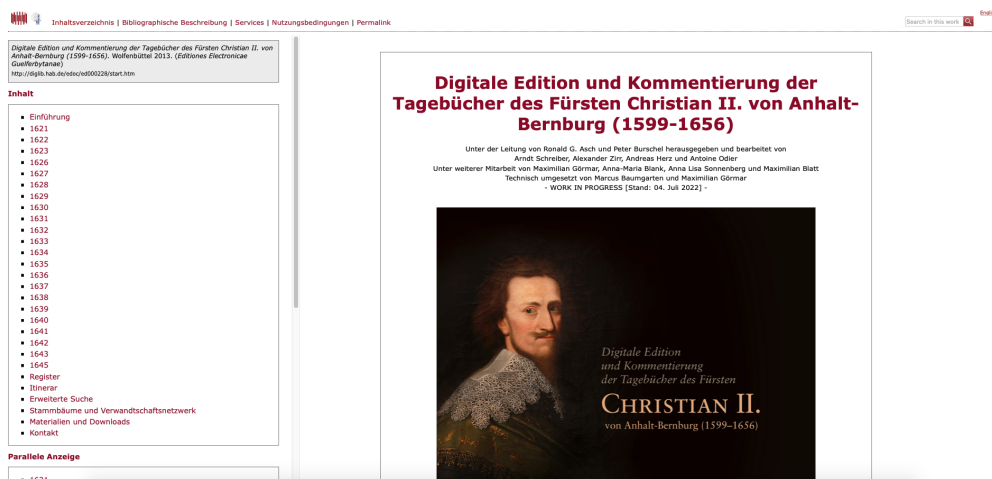 Inhaltsverzeichnis | Bibliographische Beschreibung | Services | Nutzungsbedingungen | Permalink
Search in this work
Engli
Digitale Edition und Kommentierung der Tagebücher des Fürsten Christian II. von
Anhalt-Bernburg (1599-1656). Wolfenbüttel 2013. (Editiones Electronicae
Guelferbytanae)
http://diglib.hab.de/edoc/ed000228/start.htm
Inhalt
Einführung
1621
1622
1623
1626
1627
1628
1629
1630
1631
1632
1633
1634
1635
1636
1637
1638
1639
1640
1641
1642
1643
1645
Register
Itinerar
Erweiterte Suche
Stammbäume und Verwandtschaftsnetzwerk
Materialien und Downloads
Kontakt
Parallele Anzeige
Digitale Edition und Kommentierung der
Tagebücher des Fürsten Christian II. von Anhalt-
Bernburg (1599-1656)
Unter der Leitung von Ronald G. Asch und Peter Burschel herausgegeben und bearbeitet von
Arndt Schreiber, Alexander Zirr, Andreas Herz und Antoine Odier
Unter weiterer Mitarbeit von Maximilian Görmar, Anna-Maria Blank, Anna Lisa Sonnenberg und Maximilian Blatt
Technisch umgesetzt von Marcus Baumgarten und Maximilian Görmar
- WORK IN PROGRESS [Stand: 04. Juli 2022] -
Digitale Edition
und Kommentierung
der Tagebücher des Fürsten
CHRISTIAN II.
von Anhalt-Bernburg (1599–1656)